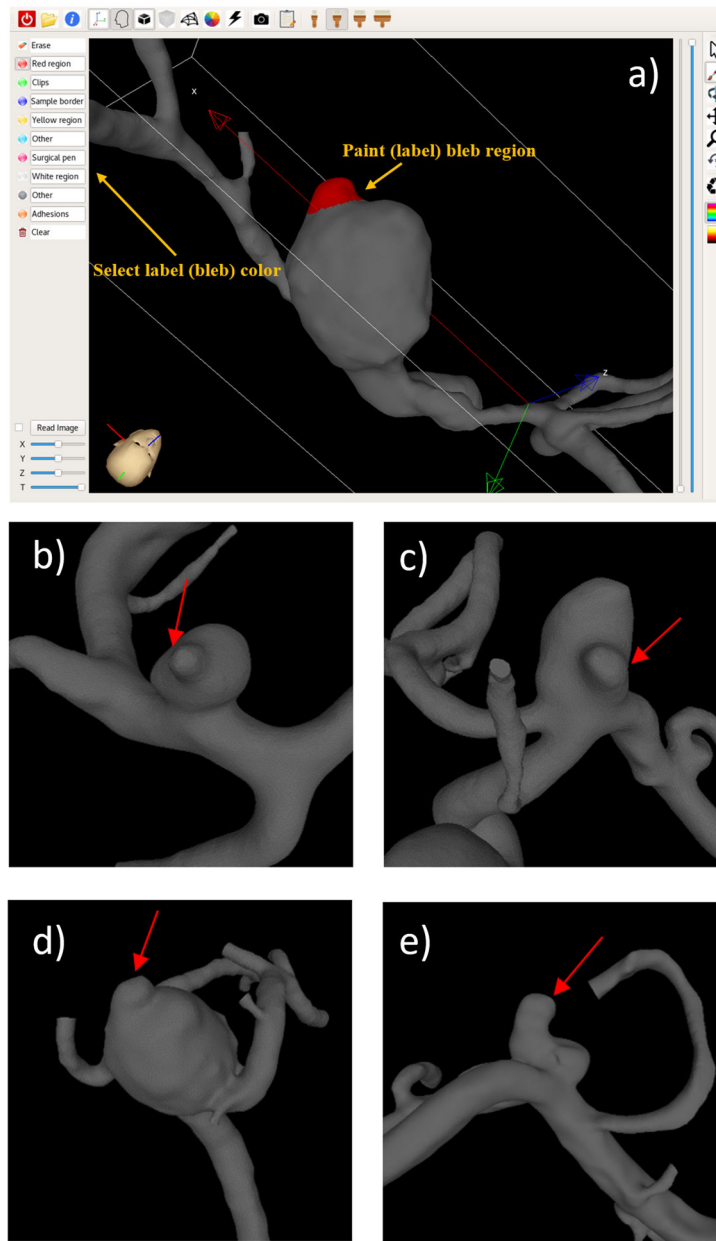 Erase
Red region
Clips
Sample border
Yellow region
Other
Surgical pen
White region
Other
Adhesions
Clear
a)
x
Paint (label) bleb region
Select label (bleb) color
z
Read Image
X
Y
Z
T
b)
c)
d)
e)